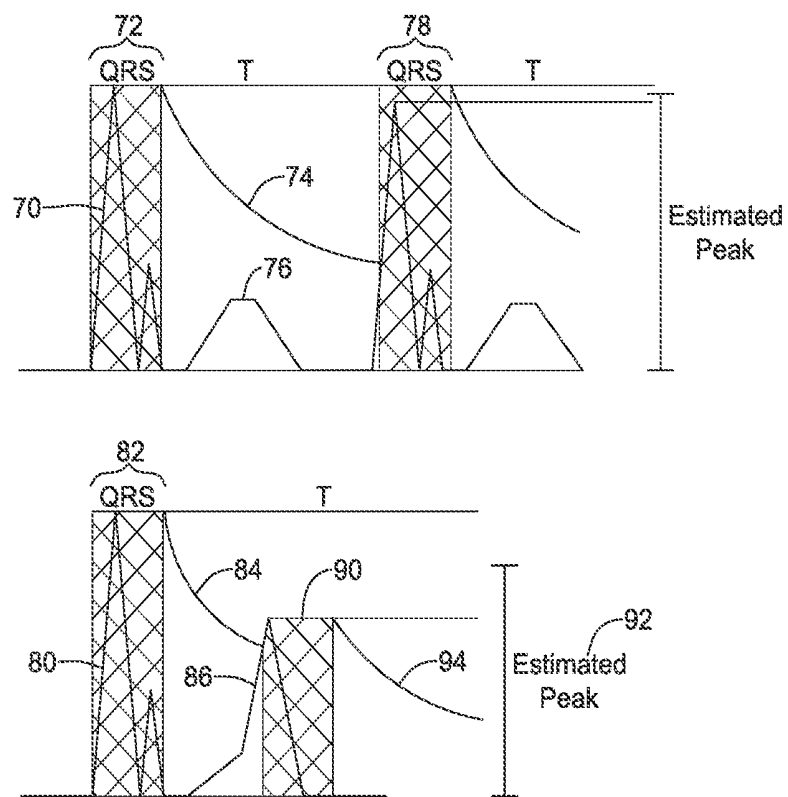 72
78
QRS
T
QRS
T
70
74
76
Estimated
Peak
82
QRS
T
84
90
80
86
94
92
Estimated
Peak